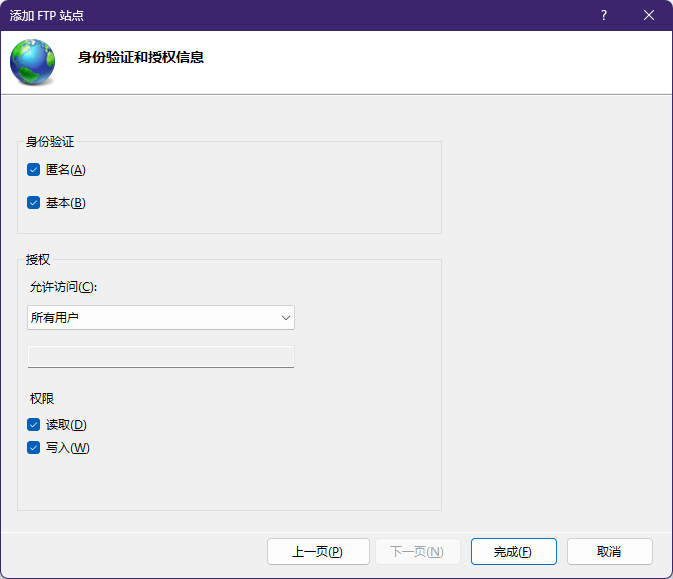 添加 FTP 站点
?
身份验证和授权信息
身份验证
匿名(A)
基本(B)
授权
允许访问(C):
所有用户
权限
读取(D)
写入(W)
上一页(P) 下一页(N) 完成(F) 取消